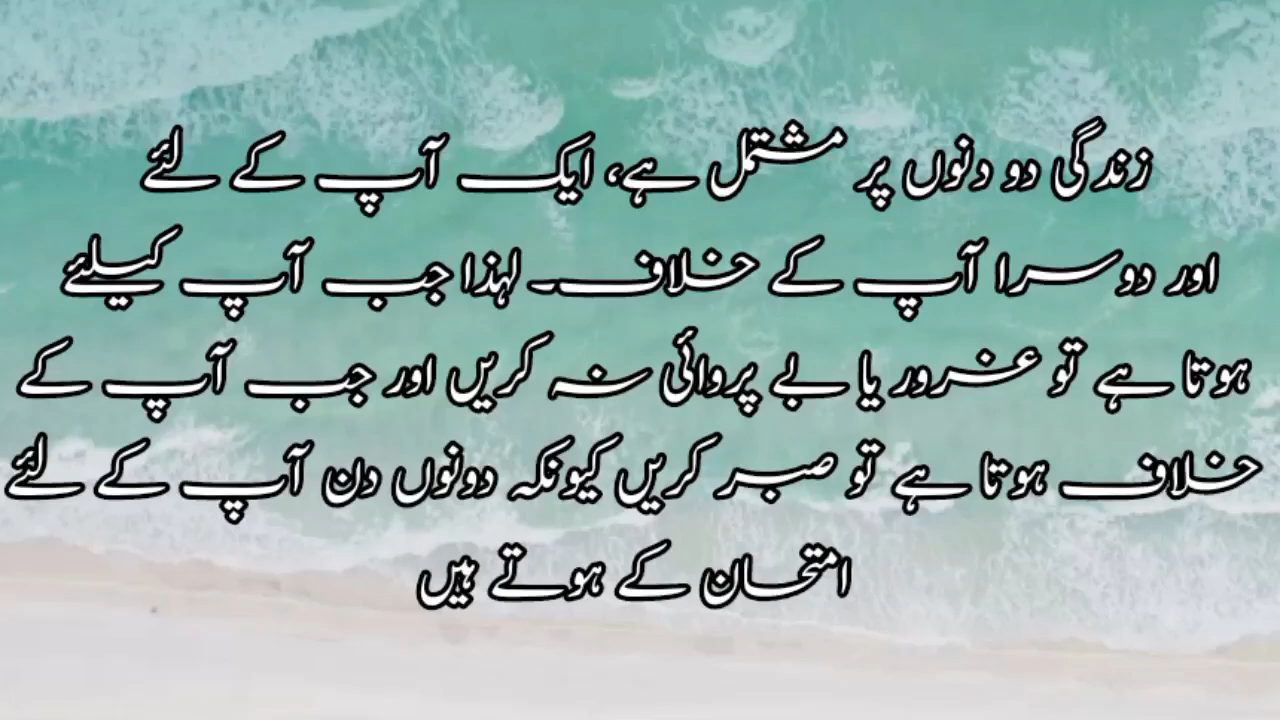 زندگی دو دنوں پر مشتمل ہے، ایک آپ کے لئے
اور دوسرا آپ کے خلاف۔ لہذا جب آپ کیلئے
ہوتا ہے تو غرور یا بے پروائی نہ کریں اور جب آپ کے
خلاف ہوتا ہے تو صبر کریں کیونکہ دونوں دن آپ کے لئے
امتحان کے ہوتے ہیں